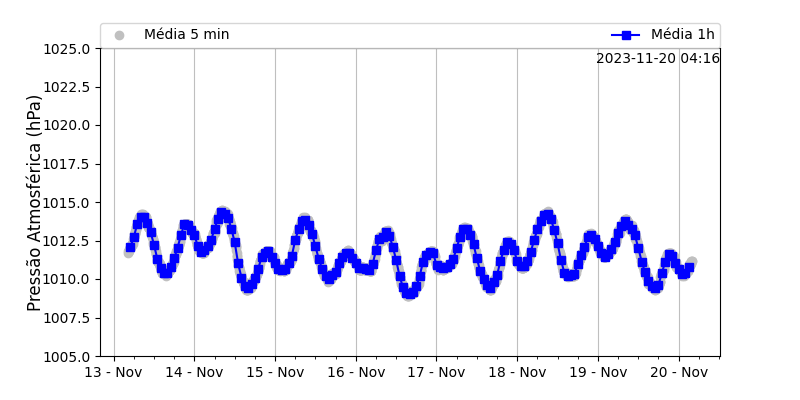 Média 5 min
Média 1h
2023-11-20 04:16
Pressão Atmosférica (hPa)
1025.0
1022.5
1020.0
1017.5
1015.0
1012.5
1010.0
1007.5
1005.0
13 - Nov
14 - Nov
15 - Nov
16 - Nov
17 - Nov
18 - Nov
19 - Nov
20 - Nov